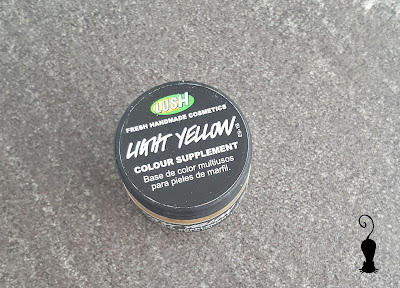 LUSH
FRESH HANDMADE COSMETICS
LIGHT YELLOW
COLOUR SUPPLEMENT
Base de color multiusos
para pieles de marfil.